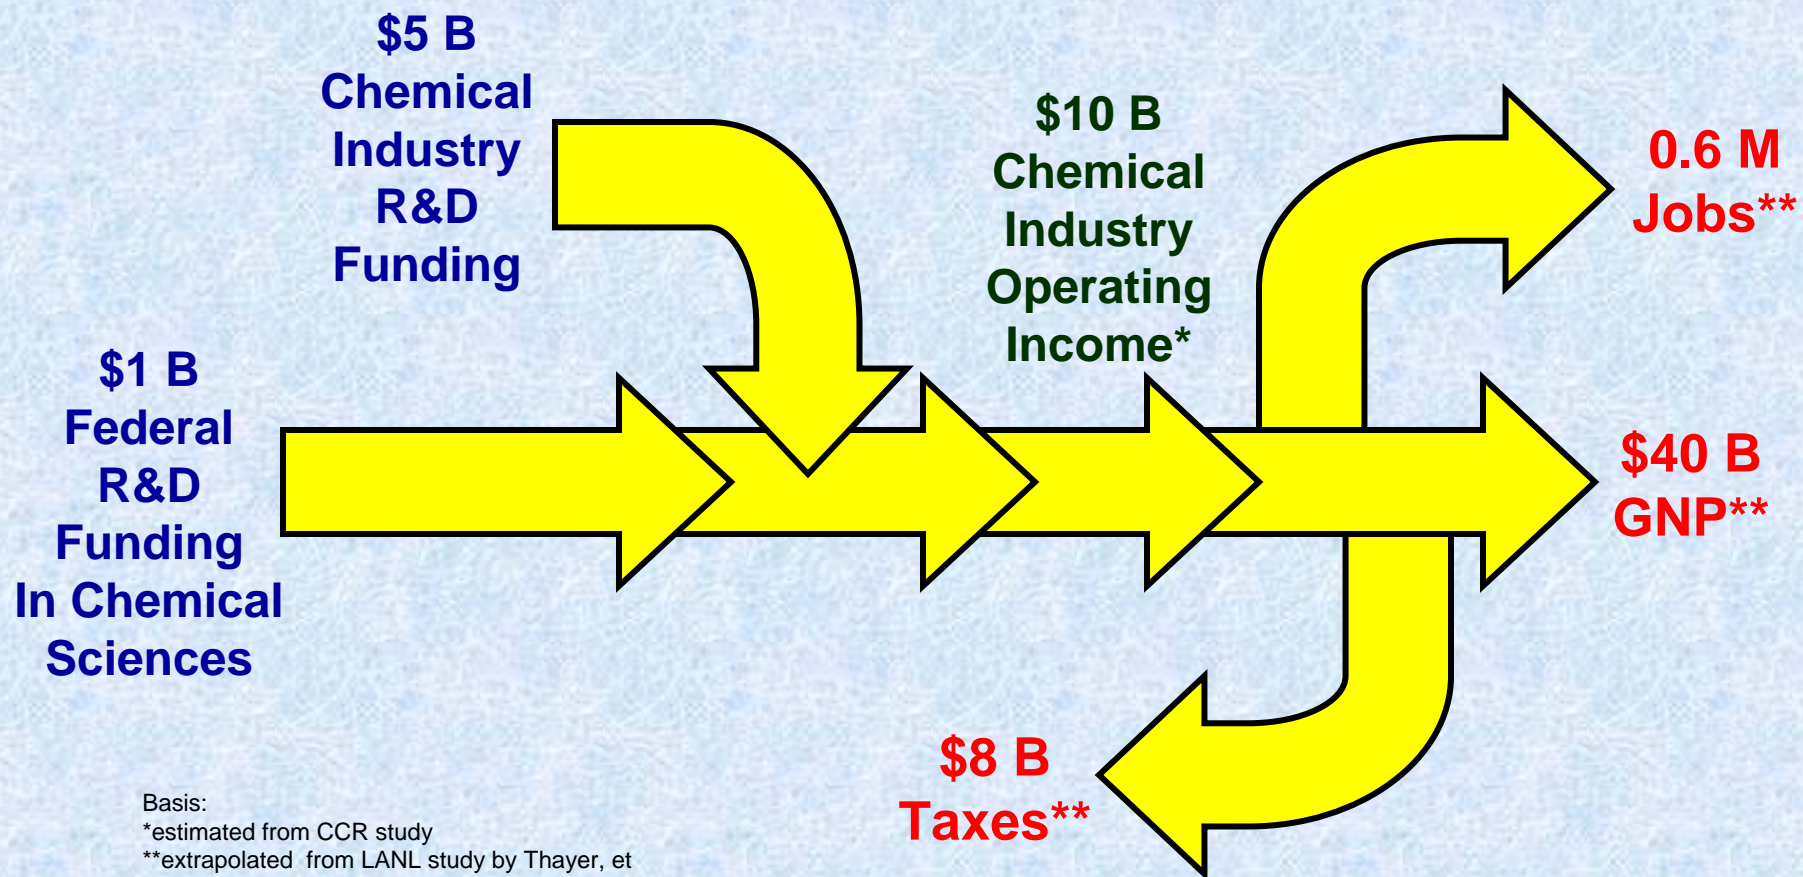 $5 B
Chemical
Industry
R&D
Funding
$10 B
Chemical
Industry
Operating
Income*
0.6 M
Jobs**
$1 B
Federal
R&D
Funding
In Chemical
Sciences
$40 B
GNP**
$8 B
Taxes**
Basis:
*estimated from CCR study
**extrapolated from LANL study by Thayer, et